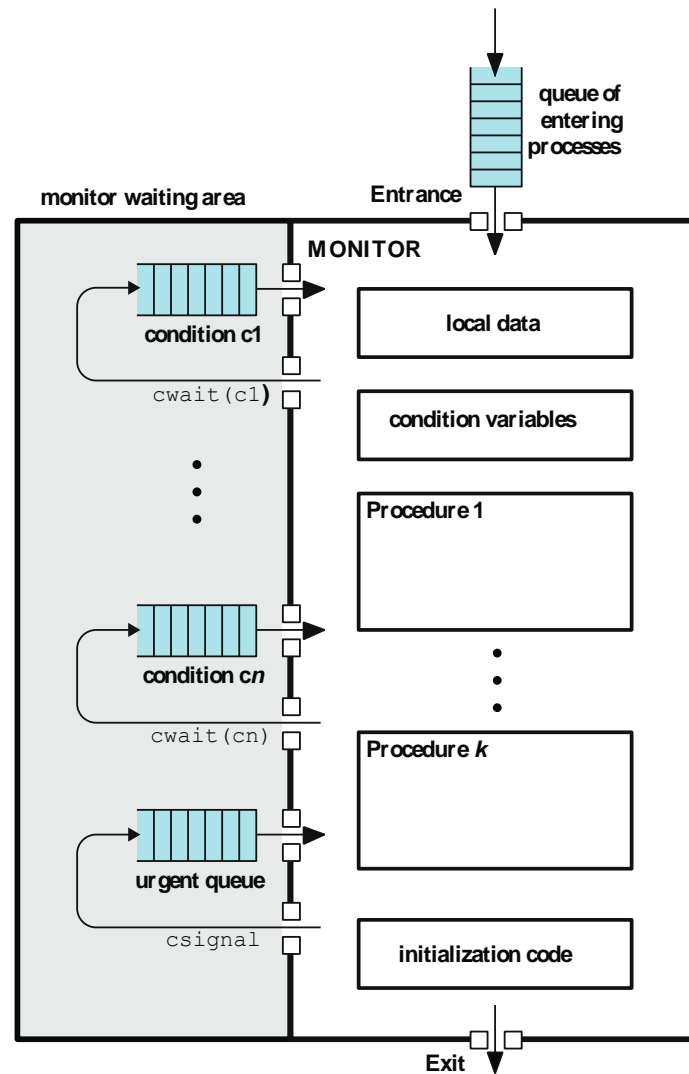 queue of
entering
processes
Entrance
monitor waiting area
MONITOR
condition c1
local data
cwait(c1)
condition variables
Procedure 1
condition cn
cwait(cn)
Procedure k
urgent queue
csignal
initialization code
Exit